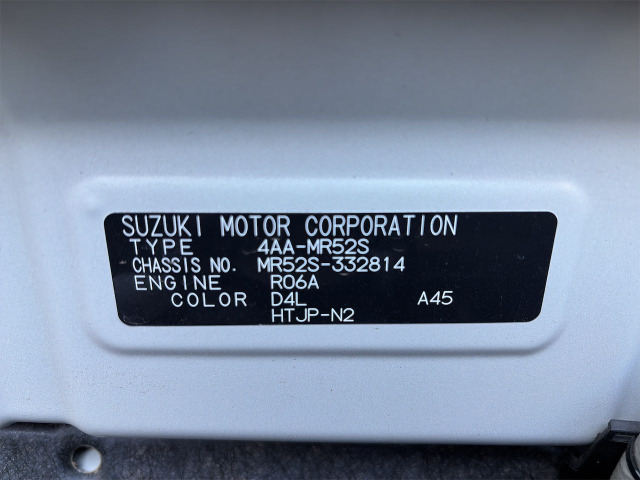 SUZUKI MOTOR CORPORATION
TYPE 4AA-MR52S
CHASSIS NO. MR52S-332814
ENGINE R06A
COLOR D4L A45
HTJP-N2